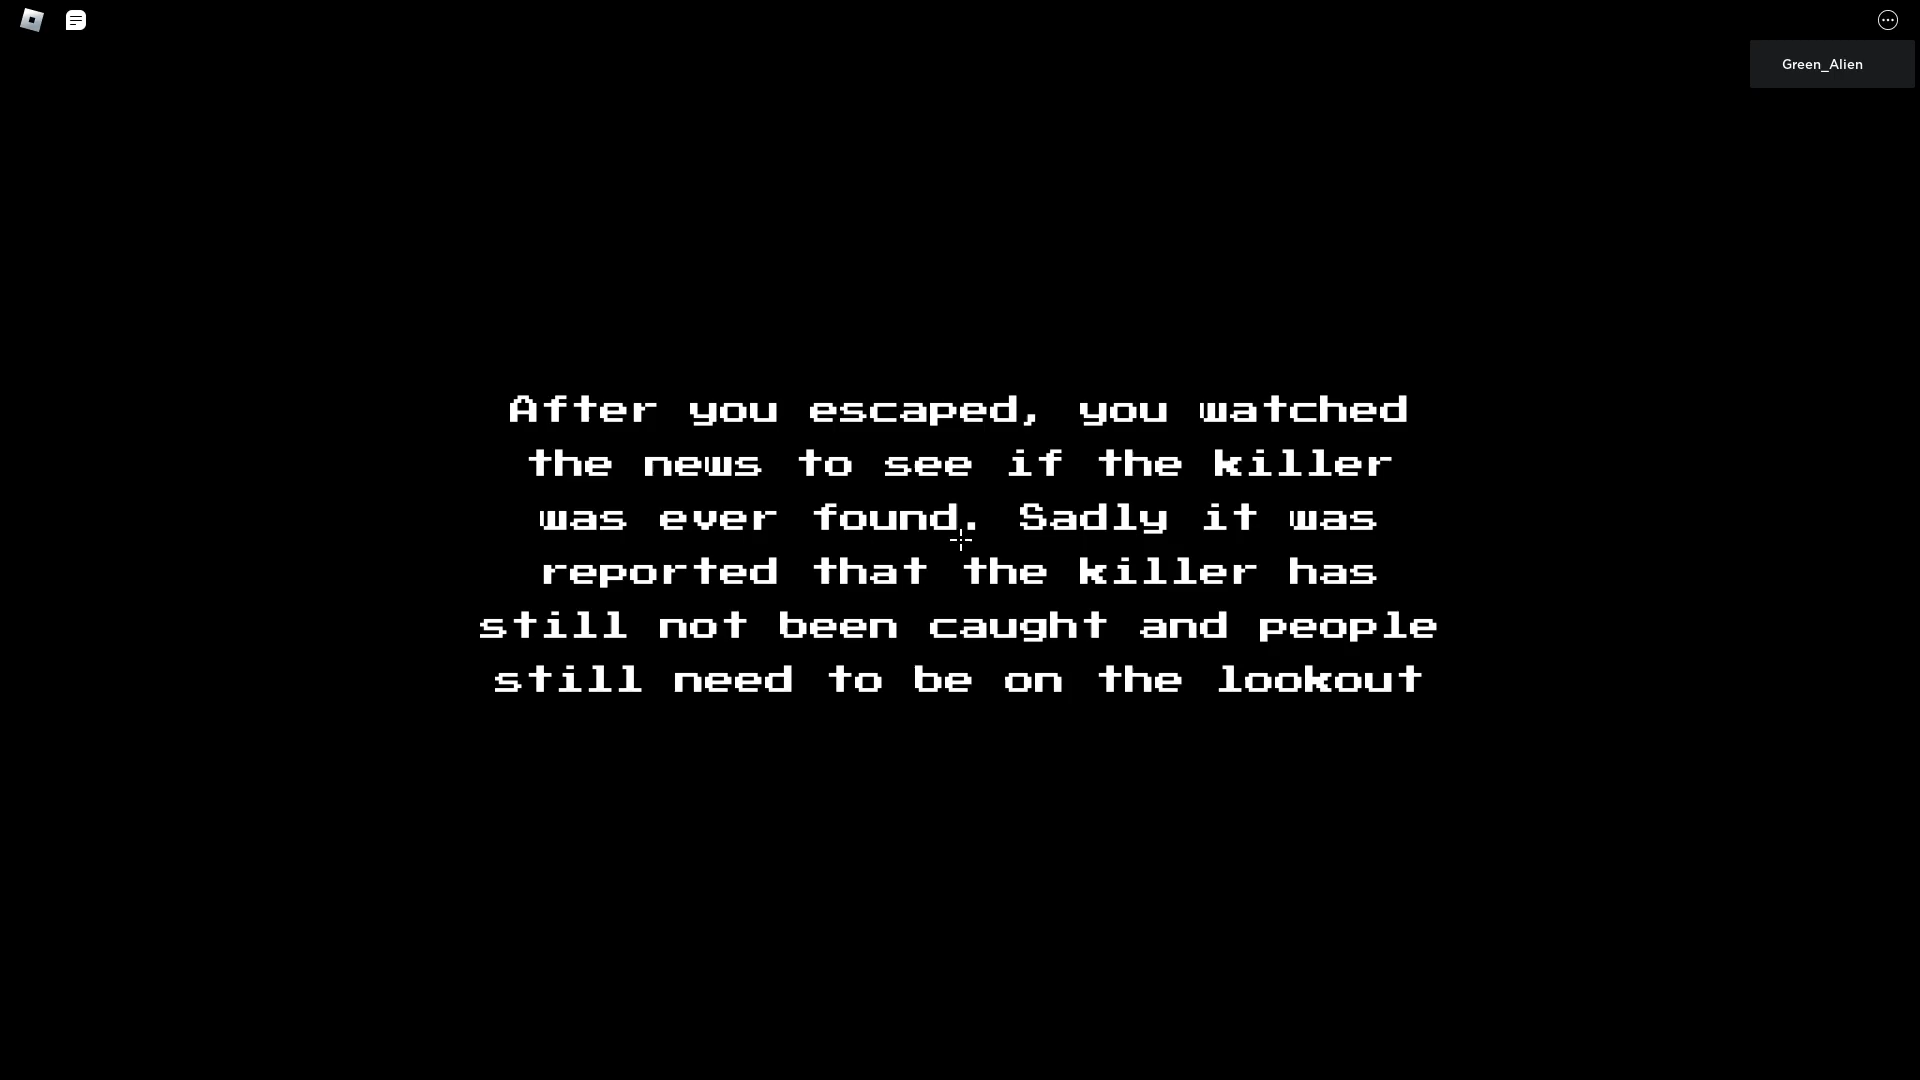 Green_Alien
After you escaped, you watched
the news to see if the killer
was ever found. Sadly it was
reported that the killer has
still not been caught and people
still need to be on the lookout